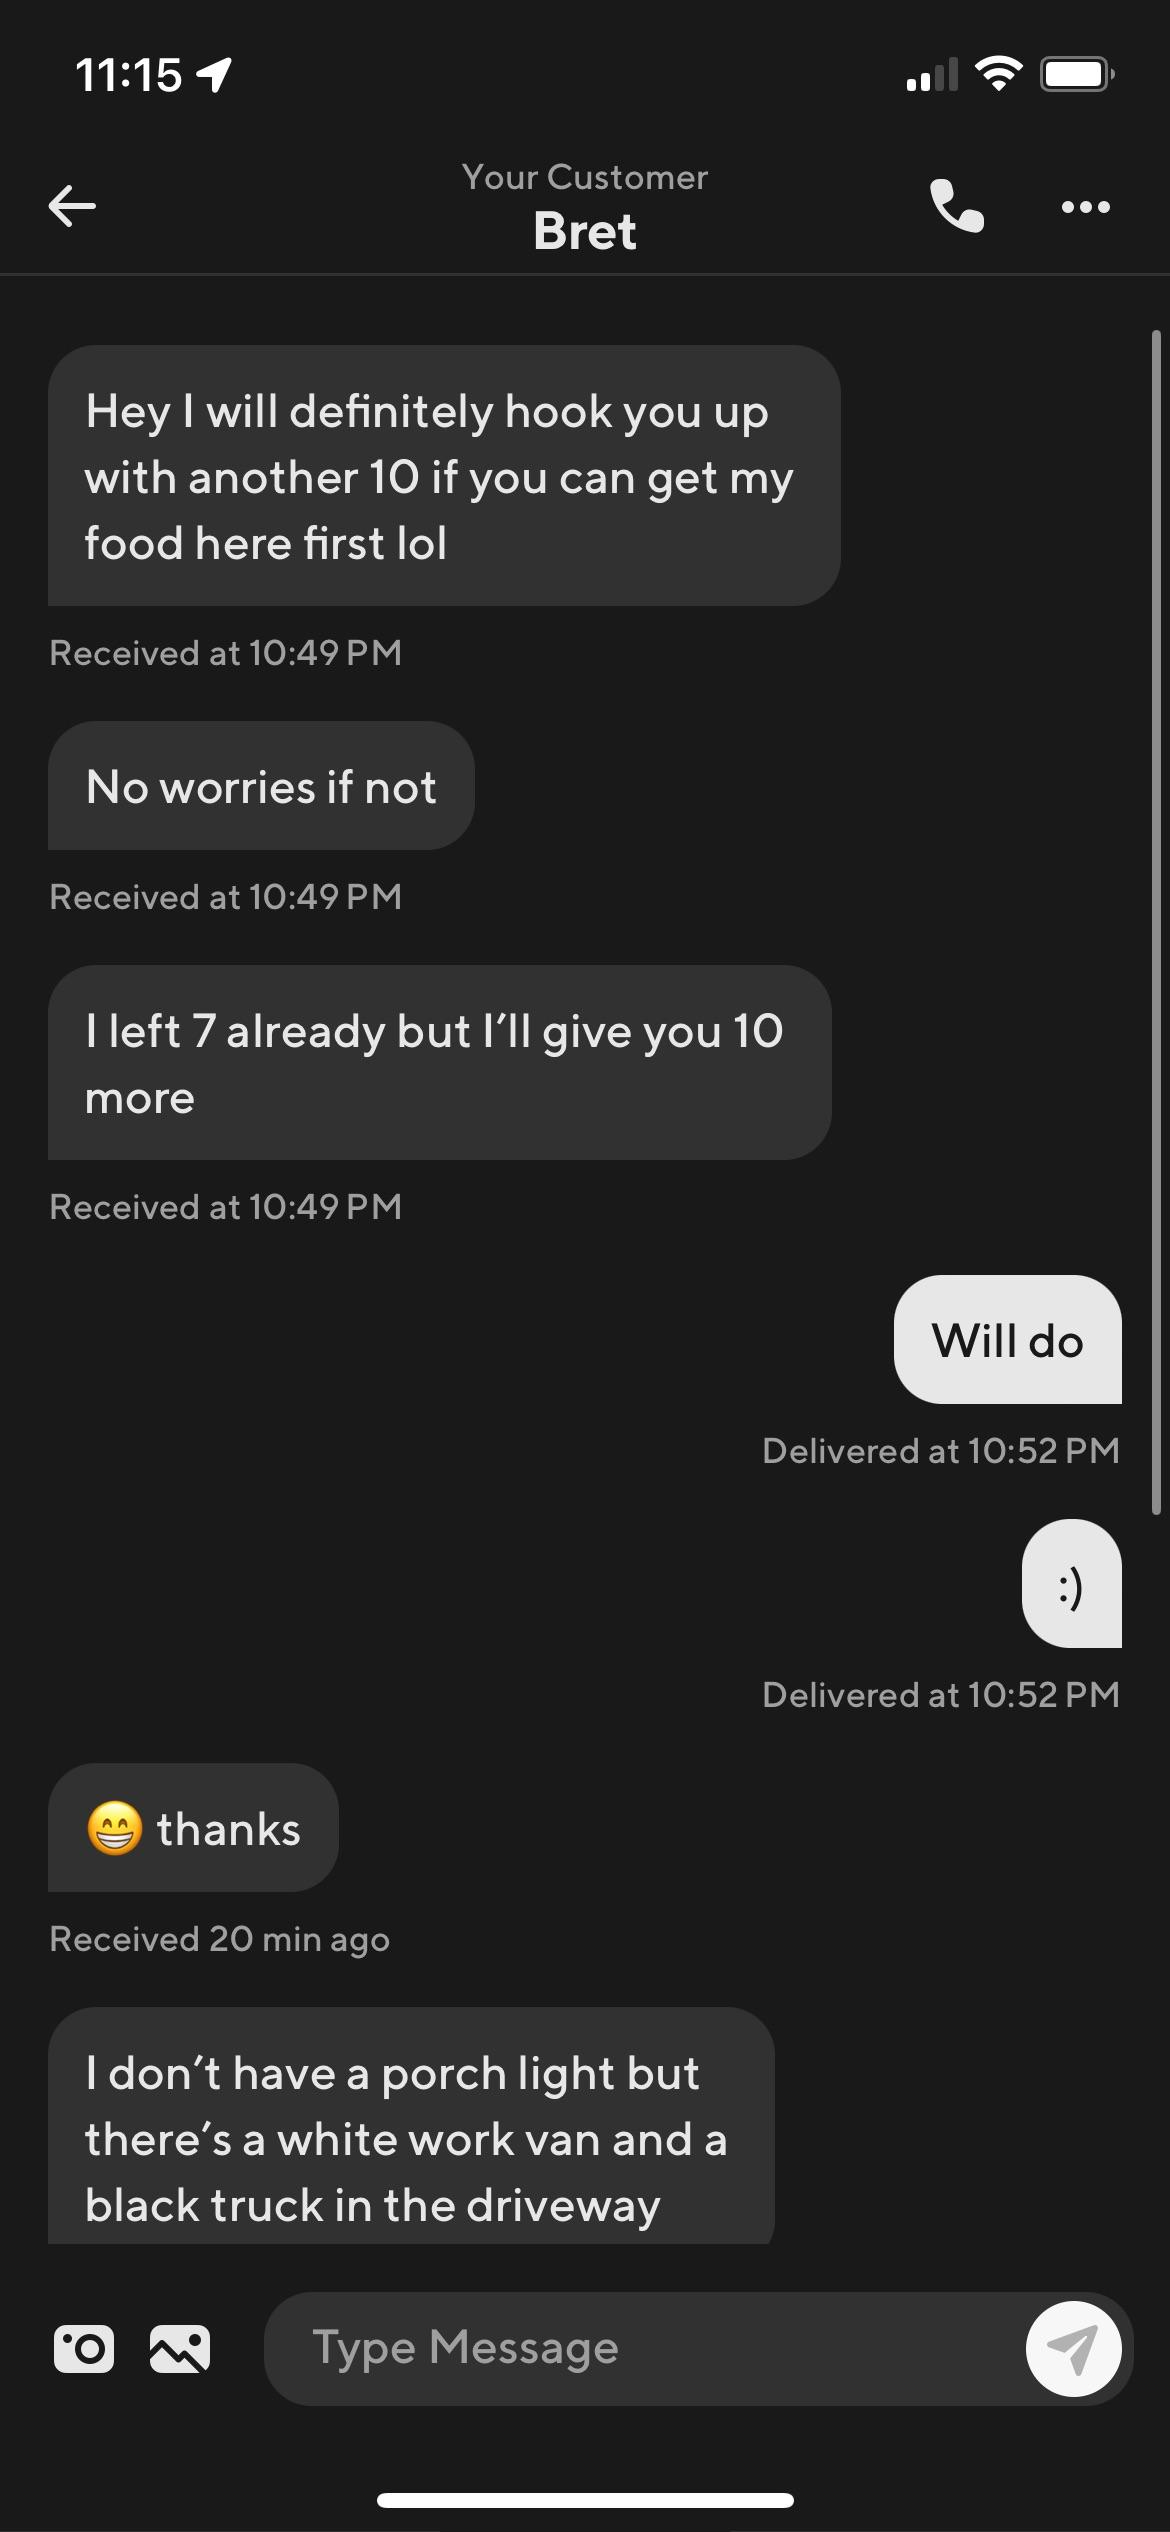 11:15
Your Customer
Bret
Hey I will definitely hook you up
with another 10 if you can get my
food here first lol
Received at 10:49 PM
No worries if not
Received at 10:49 PM
I left 7 already but I’ll give you 10
more
Received at 10:49 PM
Will do
Delivered at 10:52 PM
:)
Delivered at 10:52 PM
😁 thanks
Received 20 min ago
I don’t have a porch light but
there’s a white work van and a
black truck in the driveway
Type Message